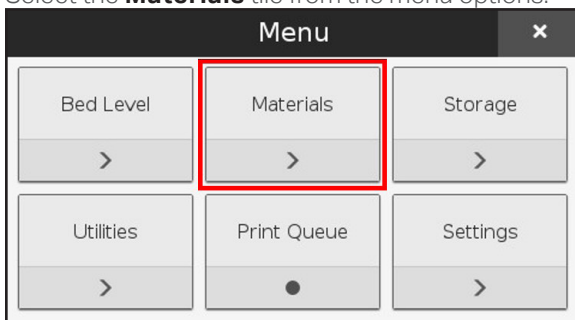 Select the Materials tile from the menu options.
Menu ×
Bed Level Materials Storage
> > >
Utilities Print Queue Settings
> ● >